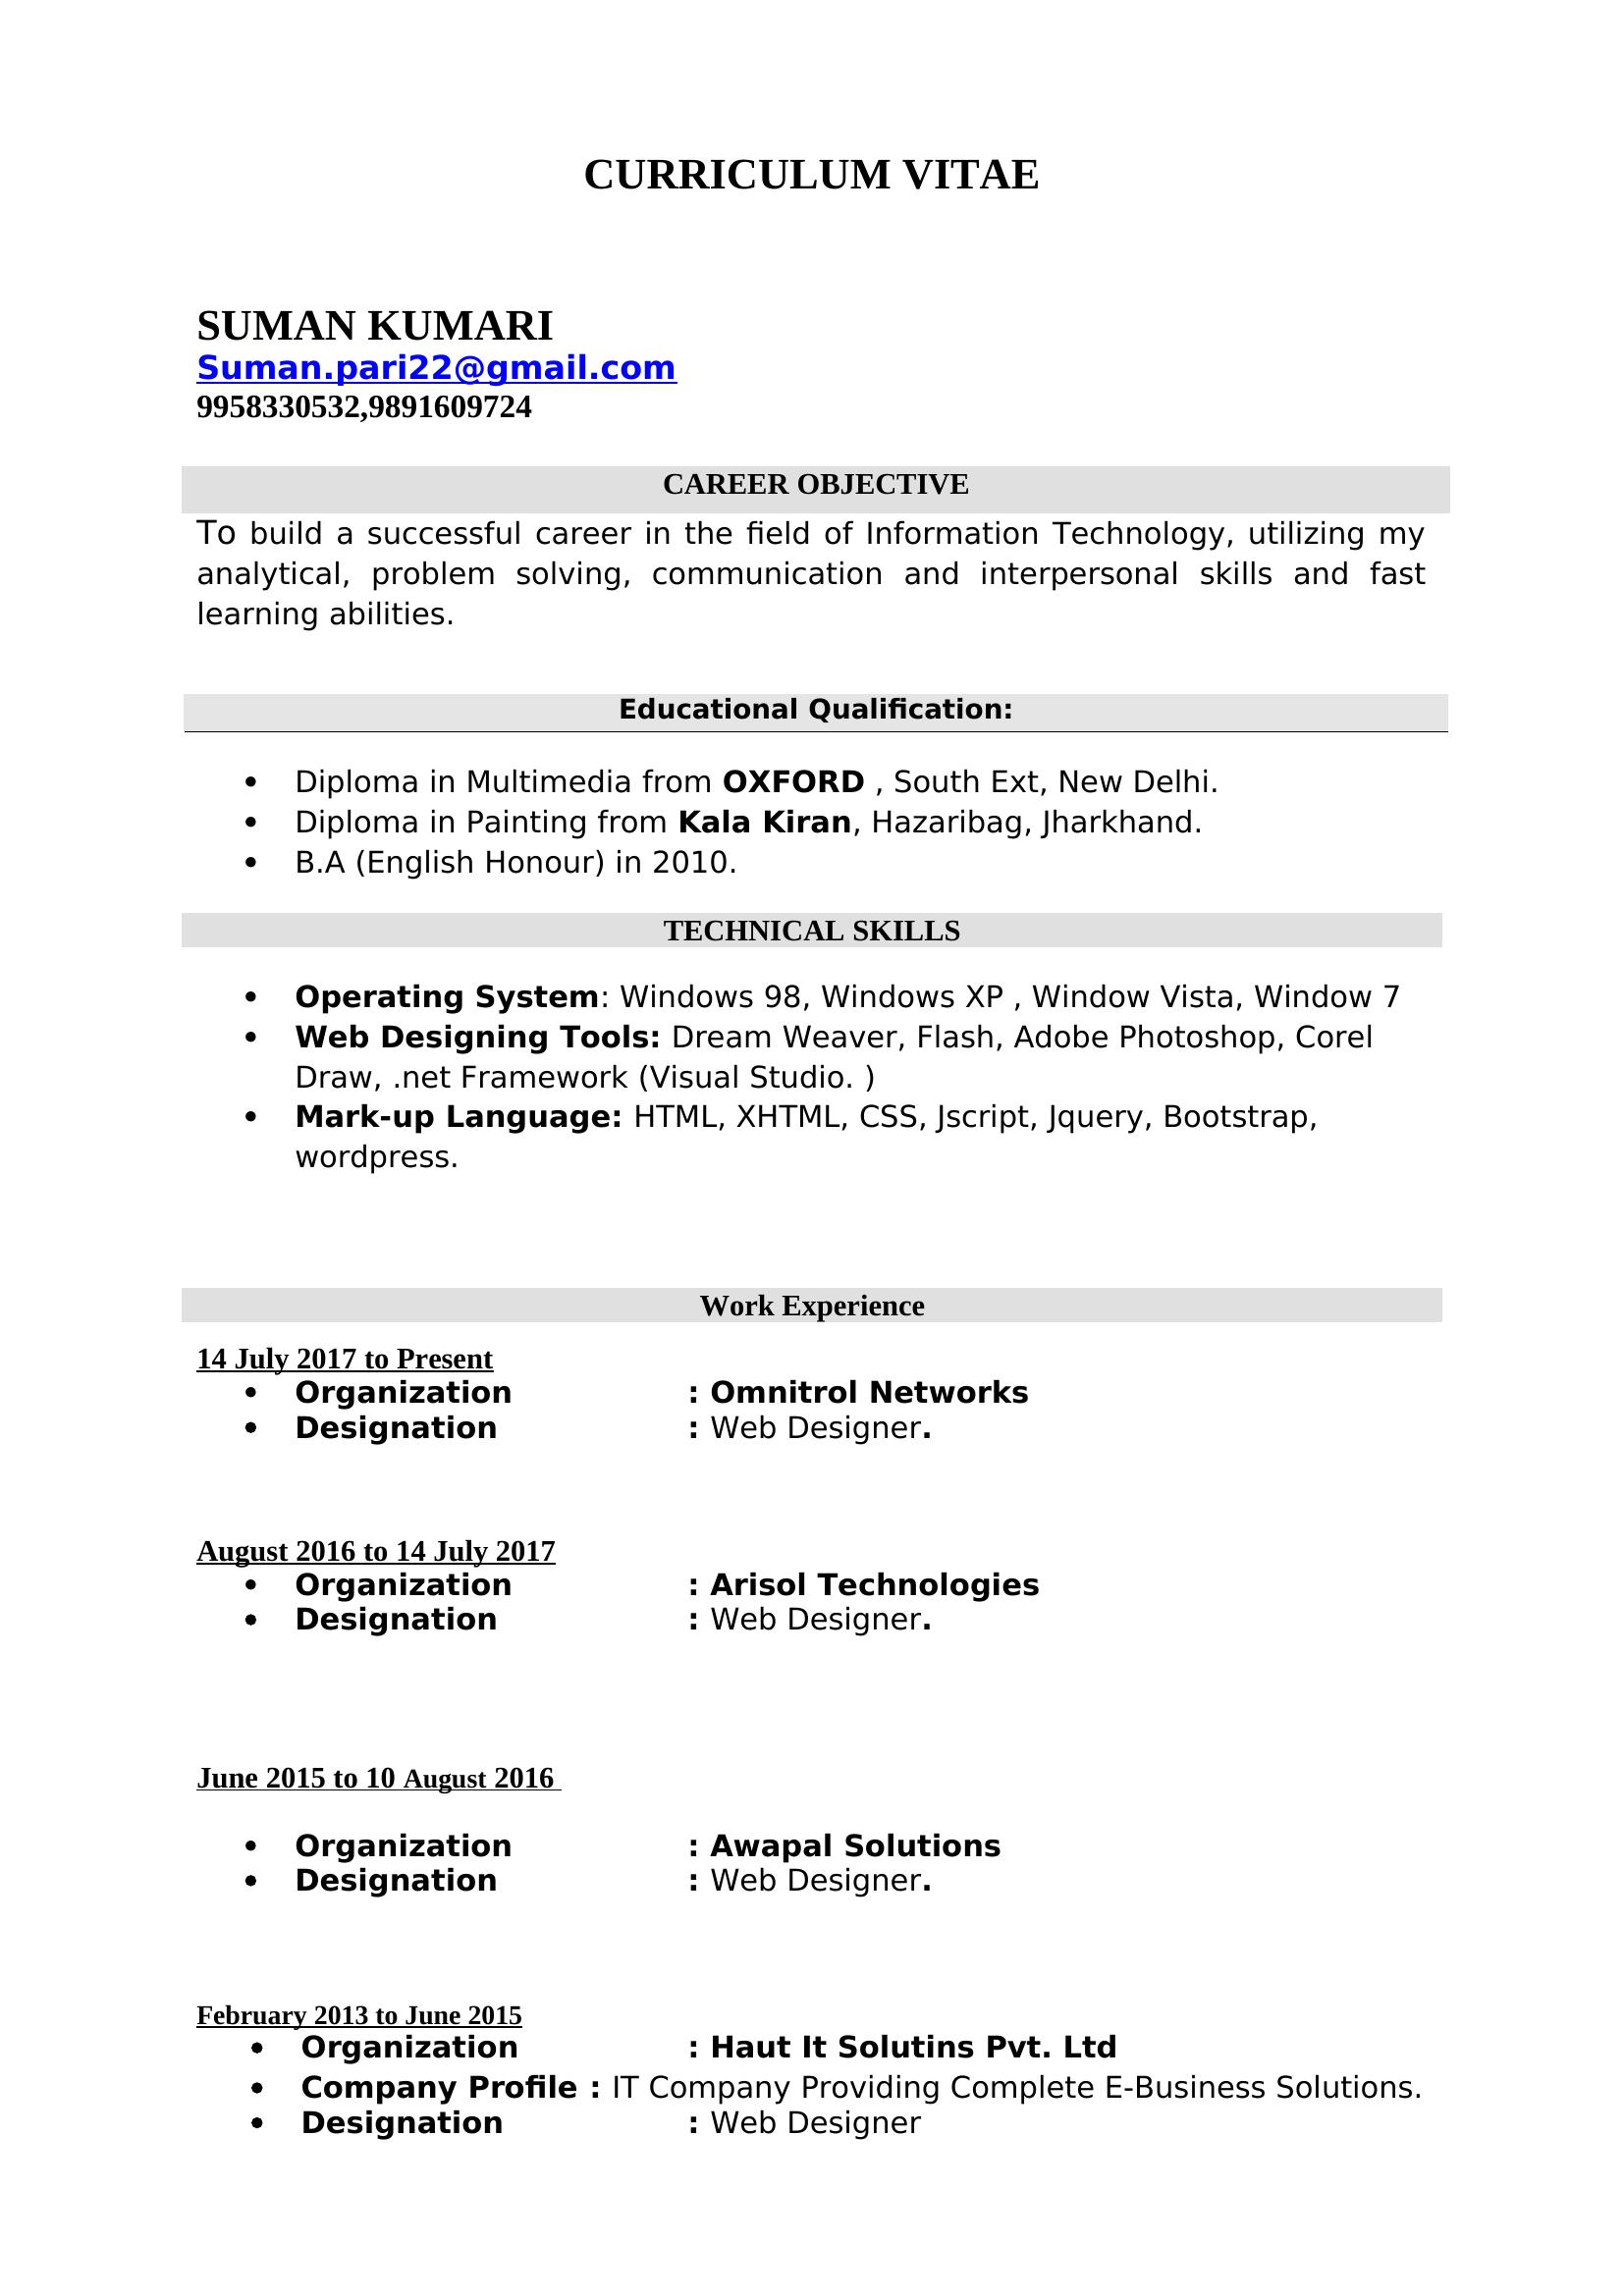 CURRICULUM VITAE
SUMAN KUMARI
Suman.pari22@gmail.com
9958330532,9891609724
CAREER OBJECTIVE
To build a successful career in the field of Information Technology, utilizing my
analytical, problem solving, communication and interpersonal skills and fast
learning abilities.
Educational Qualification:
• Diploma in Multimedia from OXFORD , South Ext, New Delhi.
• Diploma in Painting from Kala Kiran, Hazaribag, Jharkhand.
• B.A (English Honour) in 2010.
TECHNICAL SKILLS
• Operating System: Windows 98, Windows XP , Window Vista, Window 7
• Web Designing Tools: Dream Weaver, Flash, Adobe Photoshop, Corel
Draw, .net Framework (Visual Studio. )
• Mark-up Language: HTML, XHTML, CSS, Jscript, Jquery, Bootstrap,
wordpress.
Work Experience
14 July 2017 to Present
• Organization : Omnitrol Networks
• Designation : Web Designer.
August 2016 to 14 July 2017
• Organization : Arisol Technologies
• Designation : Web Designer.
June 2015 to 10 August 2016
• Organization : Awapal Solutions
• Designation : Web Designer.
February 2013 to June 2015
• Organization : Haut It Solutins Pvt. Ltd
• Company Profile : IT Company Providing Complete E-Business Solutions.
• Designation : Web Designer